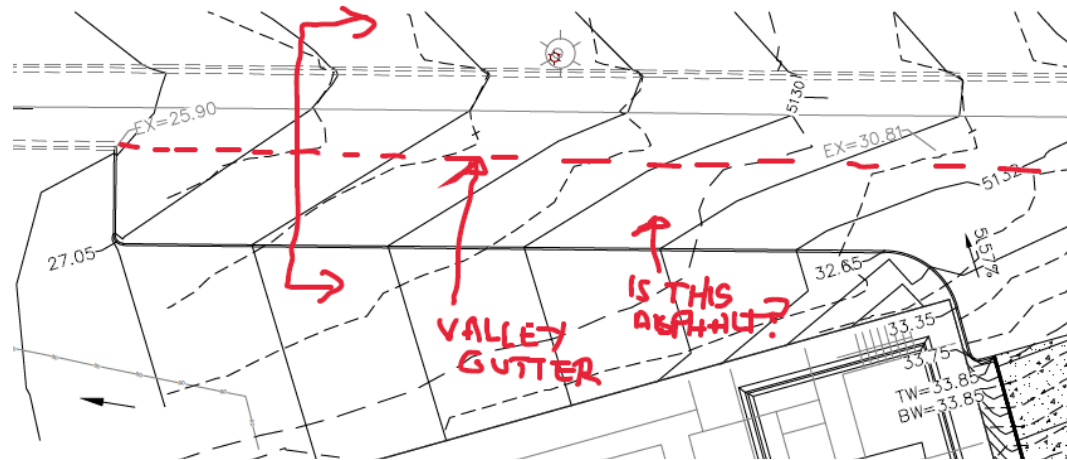 EX=25.90
5130
EX=30.81
5132
5.57%
27.05
32.65
33.35
33.75
TW=33.85
BW=33.85
VALLEY
GUTTER
IS THIS
ASPHALT?